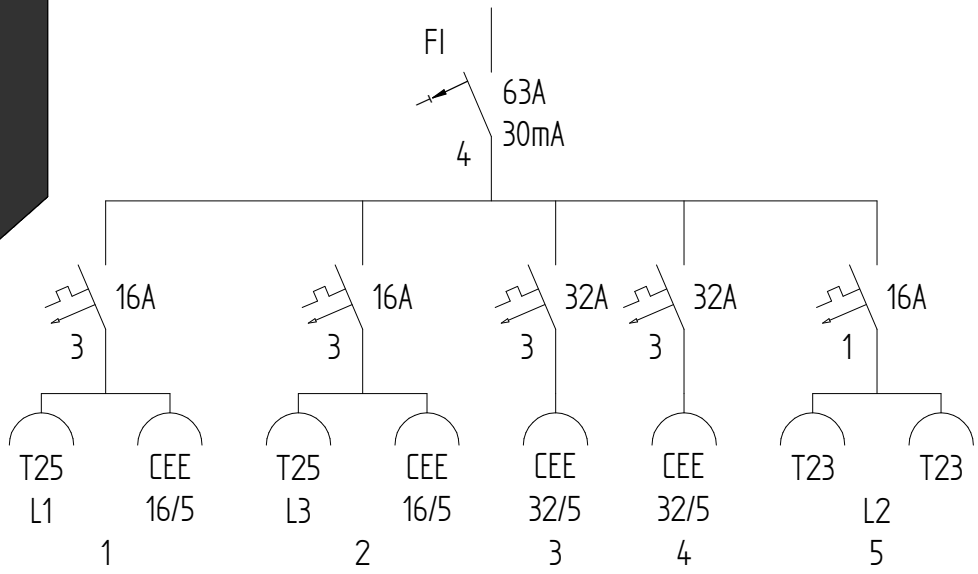 FI
63A
30mA
4
16A 16A 32A 32A 16A
3 3 3 3 1
T25 CEE T25 CEE CEE CEE T23 T23
L1 16/5 L3 16/5 32/5 32/5 L2
1 2 3 4 5